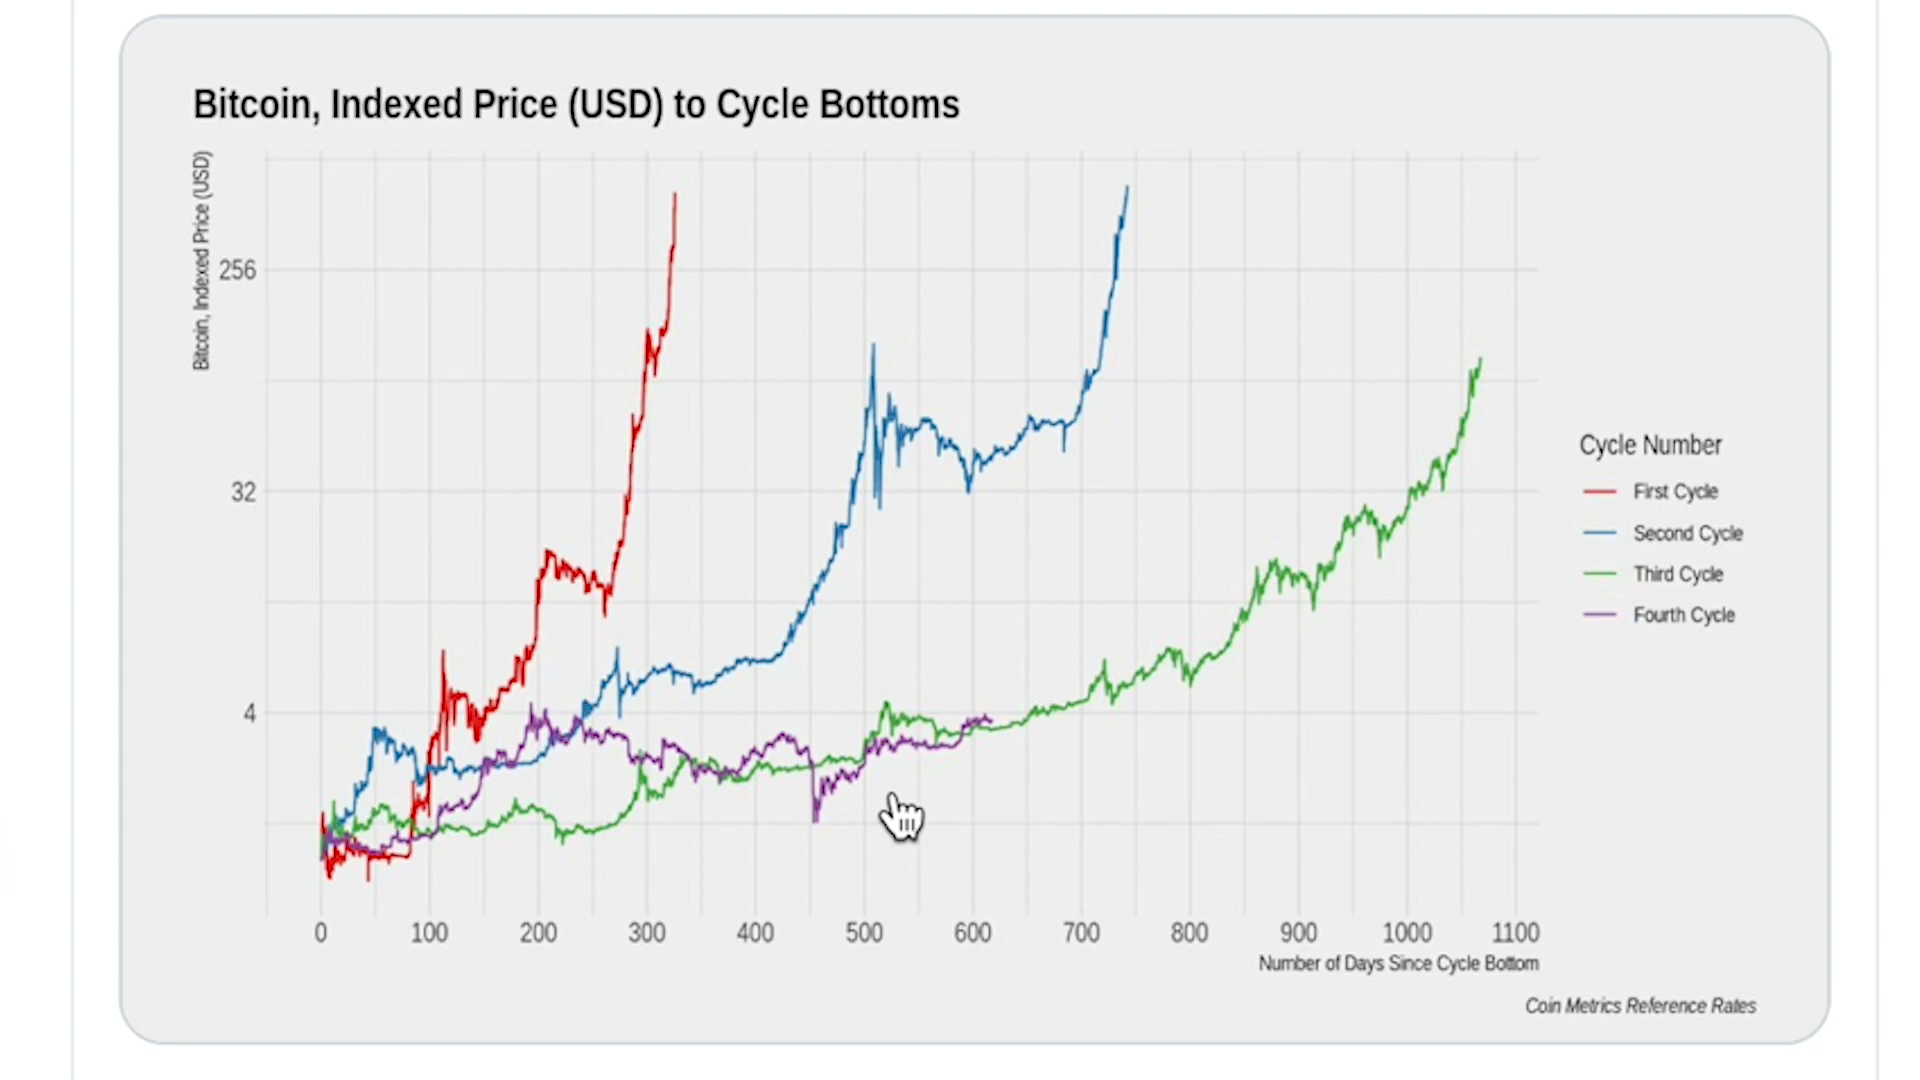 Bitcoin, Indexed Price (USD) to Cycle Bottoms
Bitcoin, Indexed Price (USD)
256
32
4
0 100 200 300 400 500 600 700 800 900 1000 1100
Number of Days Since Cycle Bottom
Cycle Number
First Cycle
Second Cycle
Third Cycle
Fourth Cycle
Coin Metrics Reference Rates